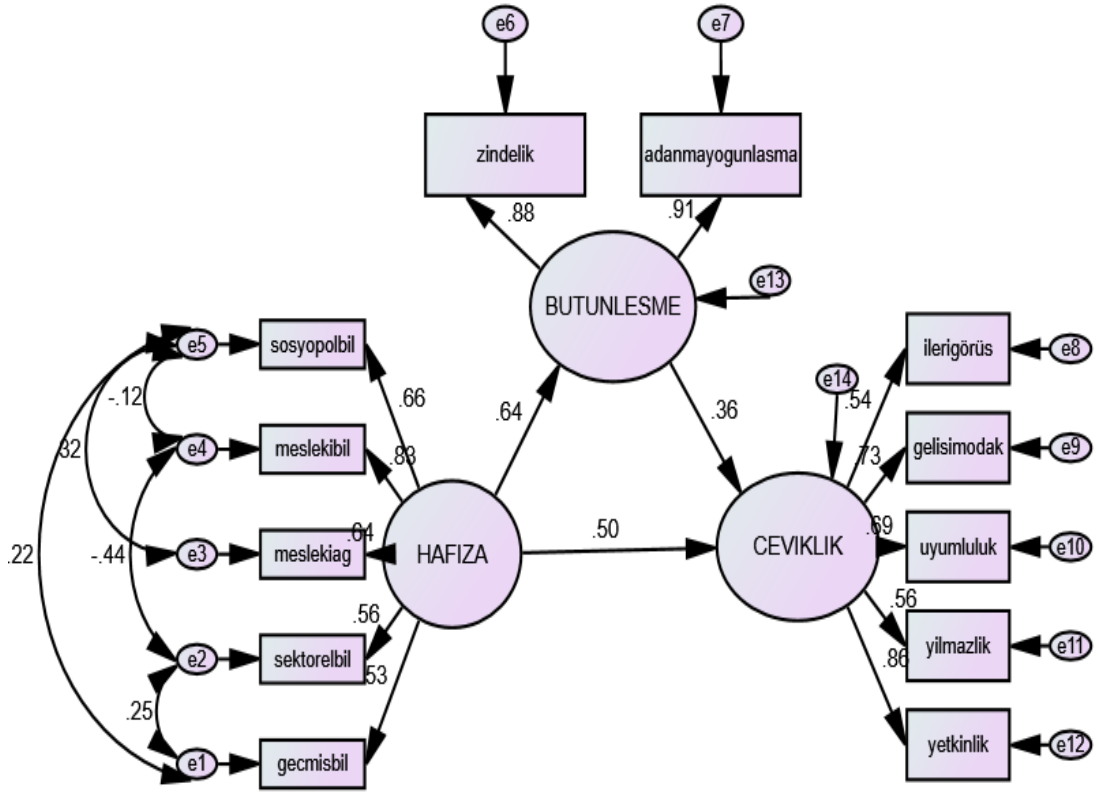 e6
e7
zindelik
adanmayogunlasma
.88
.91
BUTUNLESME
e13
e5
sosyopolbil
ilerigörüs
e8
-.12
.66
.64
.36
e14
.54
32
e4
meslekibil
.83
.73
gelisimodak
e9
.22
-.44
e3
meslekiag
.64
HAFIZA
.50
CEVIKLIK
.69
uyumluluk
e10
.56
e2
sektorelbil
53
.56
yilmazlik
e11
.86
.25
e1
gecmisbil
yetkinlik
e12